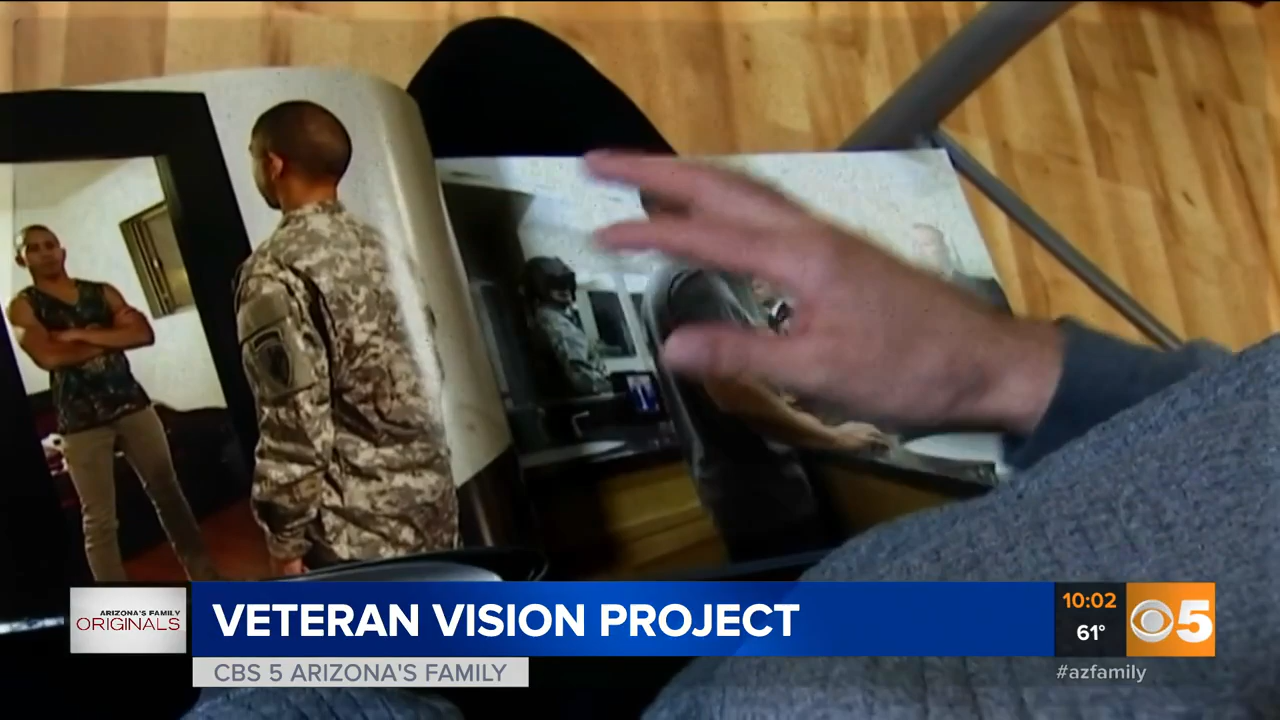 ARIZONA'S FAMILY
ORIGINALS
VETERAN VISION PROJECT
10:02
61°
5
CBS 5 ARIZONA'S FAMILY
#azfamily